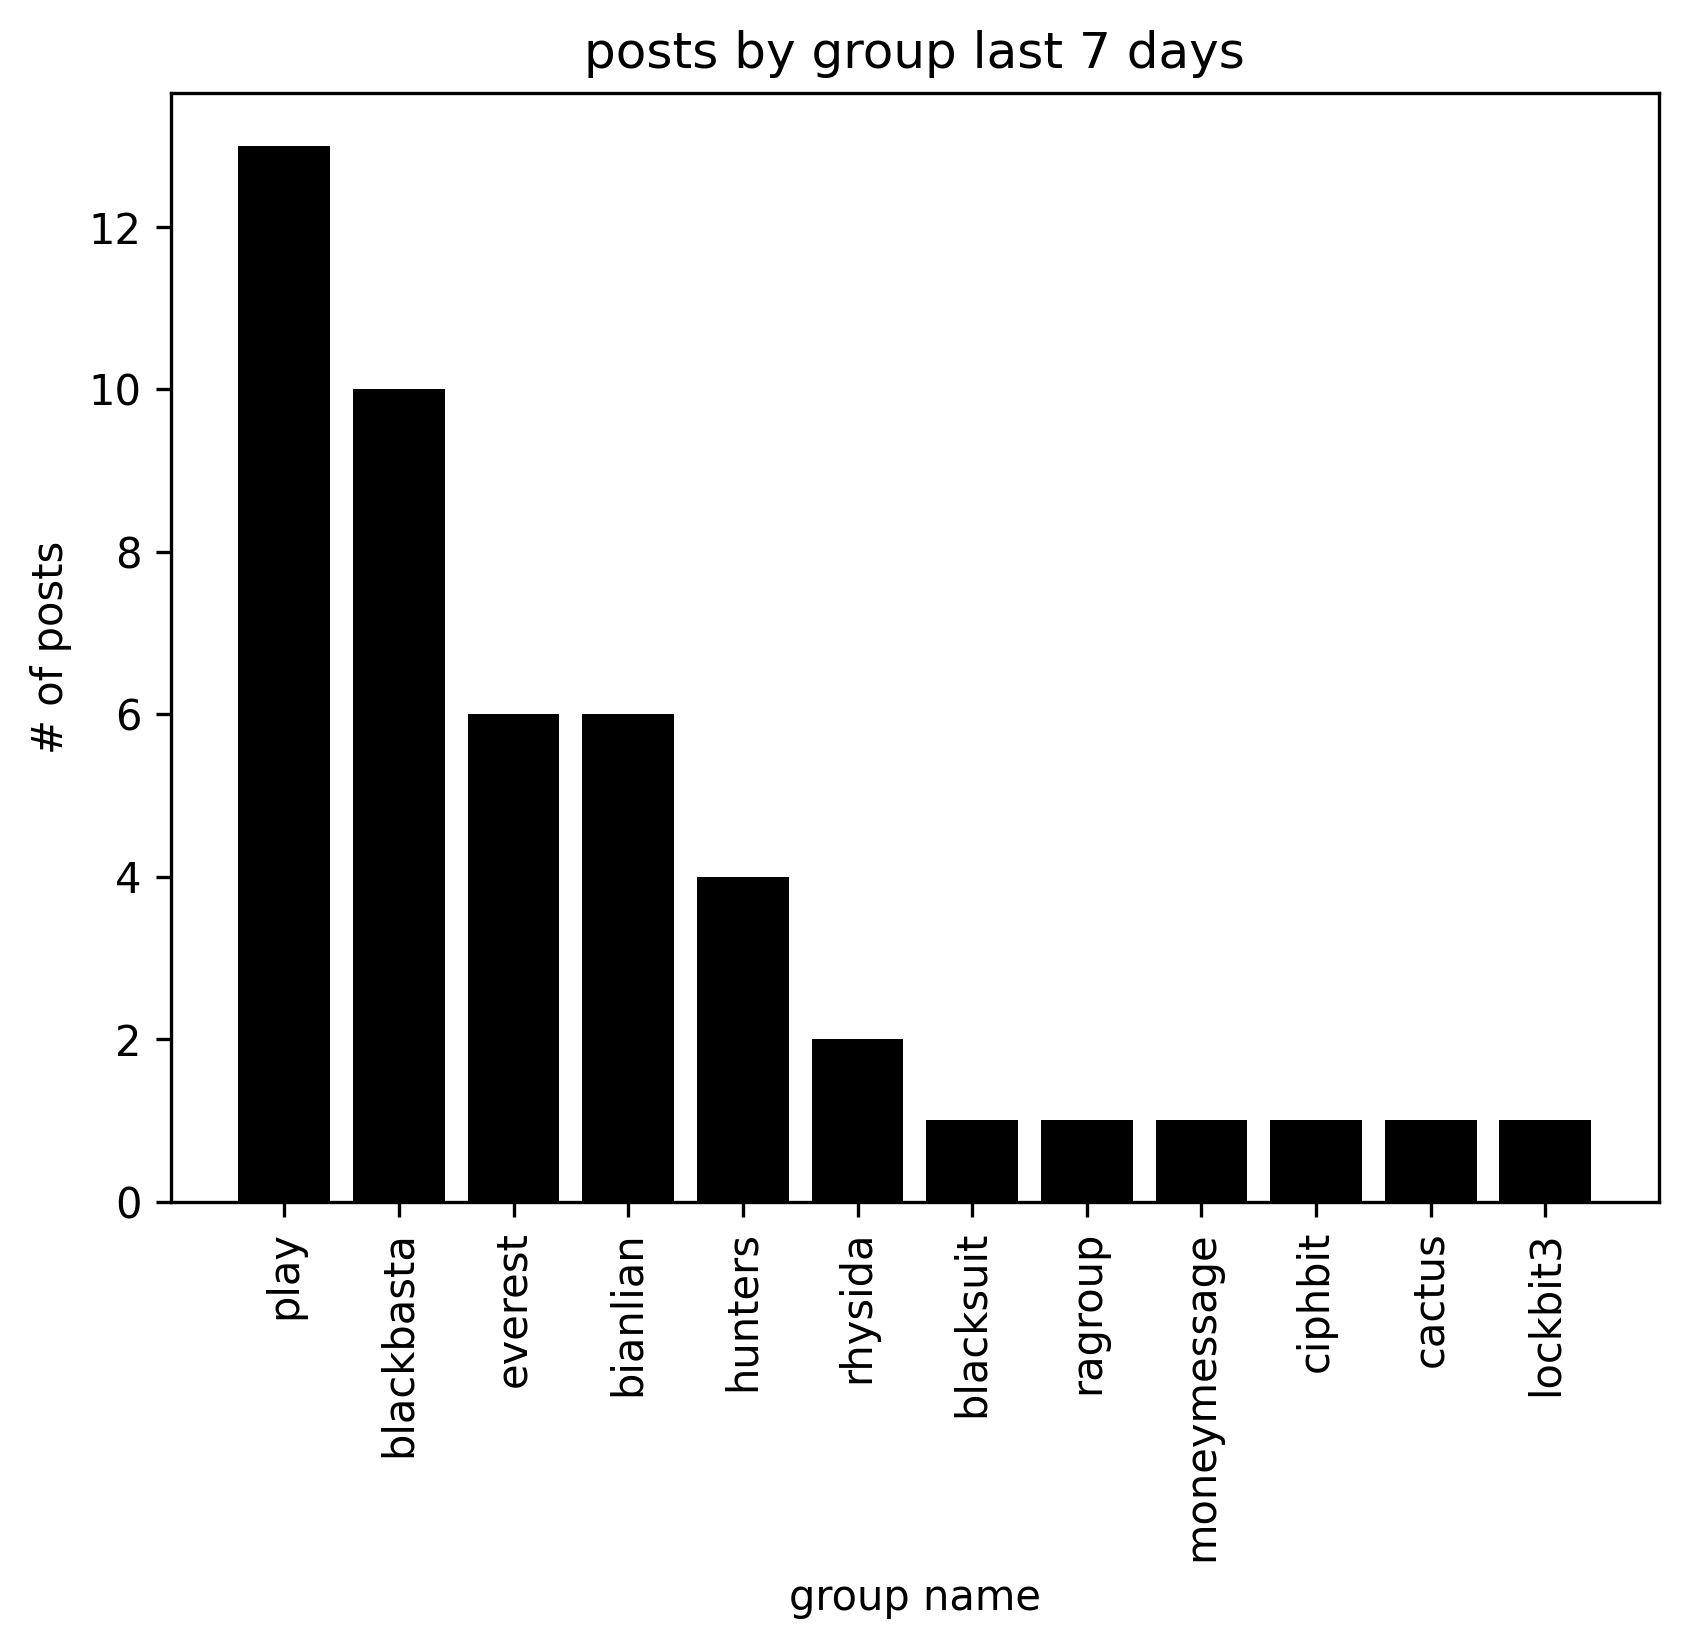 posts by group last 7 days
# of posts
12
10
8
6
4
2
0
play
blackbasta
everest
bianlian
hunters
rhysida
blacksuit
ragroup
moneymessage
ciphbit
cactus
lockbit3
group name